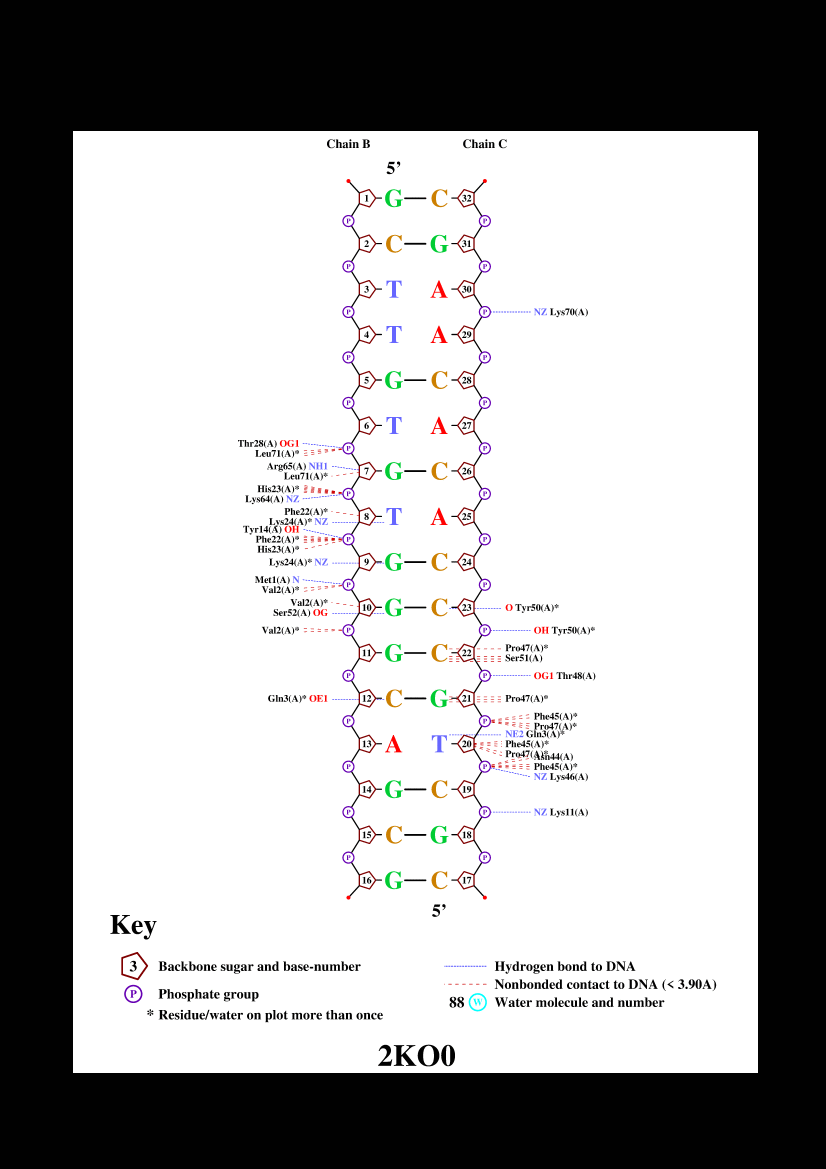 Chain B Chain C
5'
1 G C 32
P P
2 C G 31
P P
3 T A 30
P P NZ Lys70(A)
4 T A 29
P P
5 G C 28
P P
6 T A 27
Thr28(A) OG1 P P
Leu71(A)*
Arg65(A) NH1 7 G C 26
Leu71(A)*
His23(A)* P P
Lys64(A) NZ
Phe22(A)* 8 T A 25
Lys24(A)* NZ
Tyr14(A) OH
Phe22(A)* P P
His23(A)*
Lys24(A)* NZ 9 G C 24
Met1(A) N P P
Val2(A)*
Val2(A)* 10 G C 23 O Tyr50(A)*
Ser52(A) OG
Val2(A)* P P OH Tyr50(A)*
11 G C 22 Pro47(A)*
Ser51(A)
P P OG1 Thr48(A)
Gln3(A)* OE1 12 C G 21 Pro47(A)*
P P Phe45(A)*
Pro47(A)*
NE2 Gln3(A)*
13 A T 20 Phe45(A)*
Pro47(A)*
Asn44(A)
P P Phe45(A)*
NZ Lys46(A)
14 G C 19
P P NZ Lys11(A)
15 C G 18
P P
16 G C 17
5'
Key
3 Backbone sugar and base-number
P Phosphate group
* Residue/water on plot more than once
Hydrogen bond to DNA
Nonbonded contact to DNA (< 3.90A)
88 W Water molecule and number
2KO0